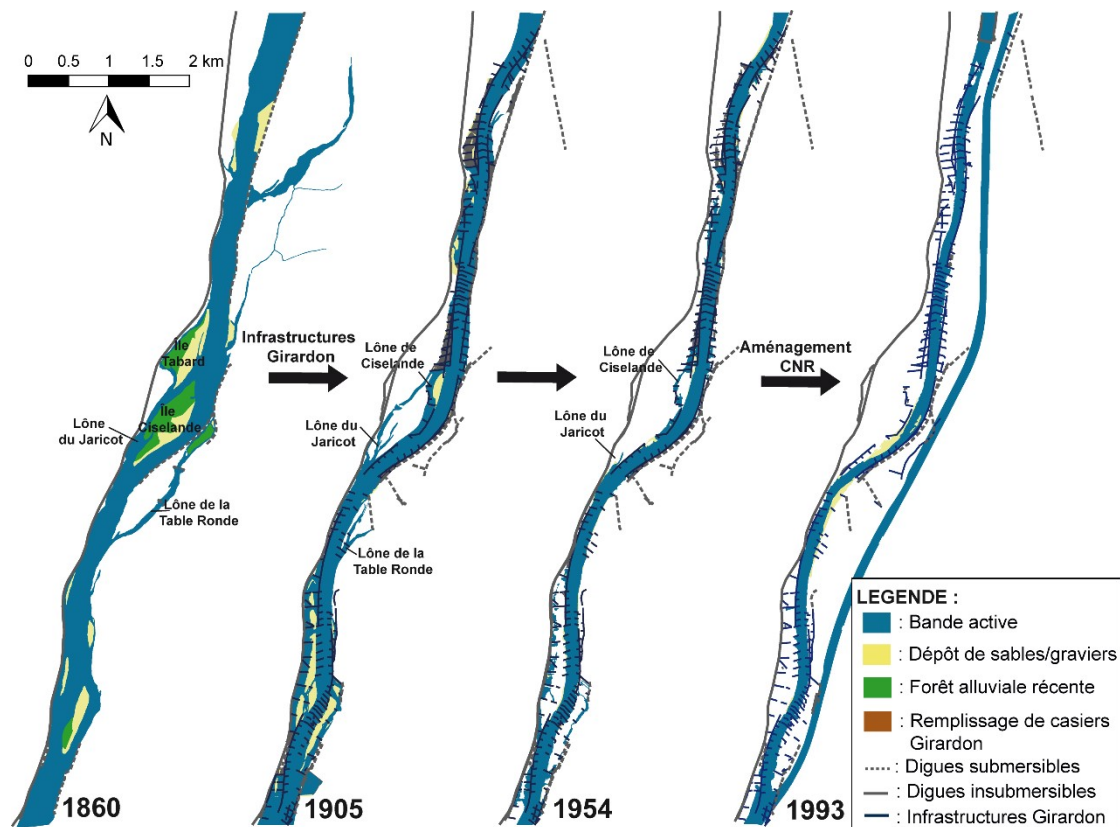 0 0.5 1 1.5 2 km
N
Ile
Tabard
Île
Ciselande
Lône
du Jaricot
Lône de la
Table Ronde
1860
Infrastructures
Girardon
Lône de
Ciselande
Lône du
Jaricot
Lône de la
Table Ronde
1905
Lône de
Ciselande
Lône du
Jaricot
1954
Aménagement
CNR
1993
LEGENDE :
: Bande active
: Dépôt de sables/graviers
: Forêt alluviale récente
: Remplissage de casiers
Girardon
: Digues submersibles
: Digues insubmersibles
: Infrastructures Girardon